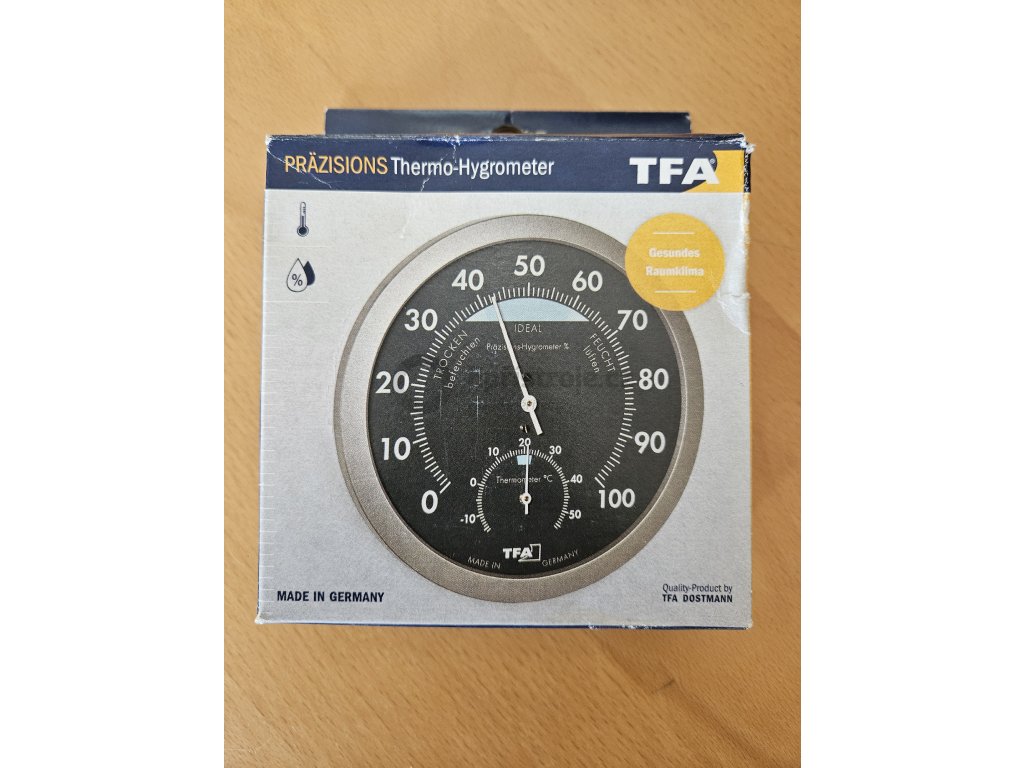 PRÄZISIONS Thermo-Hygrometer
TFA®
Gesundes
Raumklima
%
0
10
20
30
40
50
60
70
80
90
100
IDEAL
TROCKEN
befeuchten
FEUCHT
lüften
Präzisions-Hygrometer %
-10
0
10
20
30
40
50
Thermometer °C
TFA
MADE IN GERMANY
MADE IN GERMANY
Quality-Product by
TFA DOSTMANN